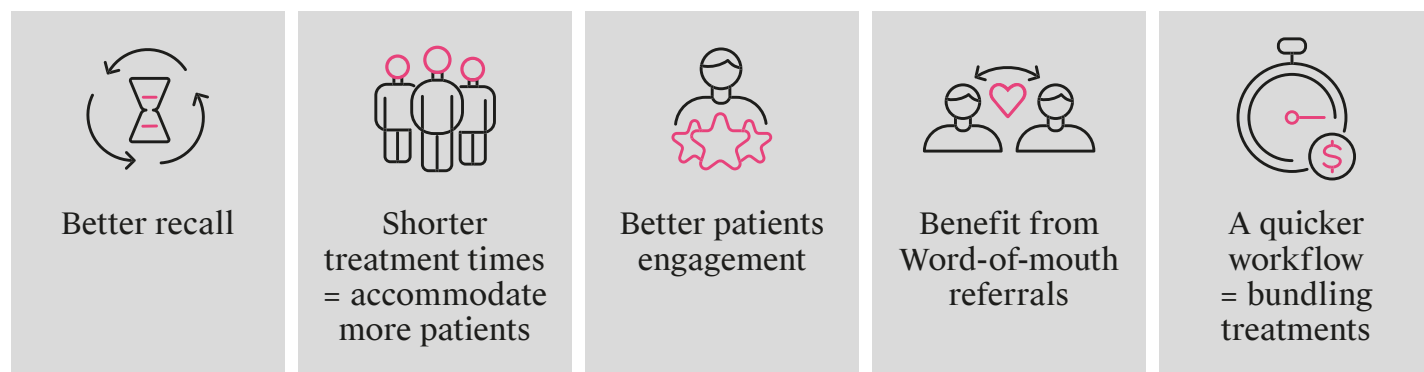 Better recall
Shorter
treatment times
= accommodate
more patients
Better patients
engagement
Benefit from
Word-of-mouth
referrals
$
A quicker
workflow
= bundling
treatments